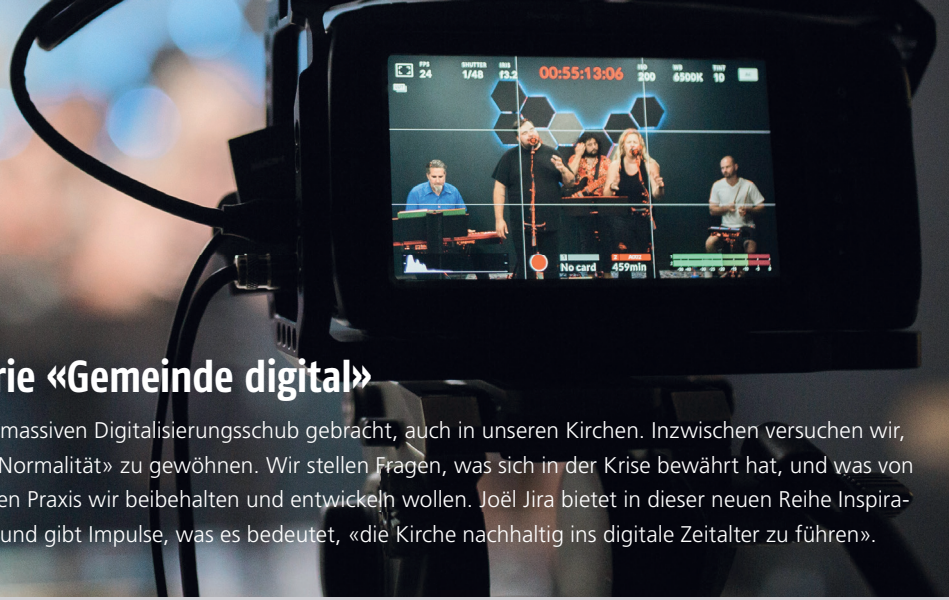 FPS SHUTTER IRIS WB TINT
24 1/48 f3.2 00:55:13:06 200 6500K 10
No card 459min
rie «Gemeinde digital»
massiven Digitalisierungsschub gebracht, auch in unseren Kirchen. Inzwischen versuchen wir,
Normalität» zu gewöhnen. Wir stellen Fragen, was sich in der Krise bewährt hat, und was von
en Praxis wir beibehalten und entwickeln wollen. Joël Jira bietet in dieser neuen Reihe Inspira-
und gibt Impulse, was es bedeutet, «die Kirche nachhaltig ins digitale Zeitalter zu führen».